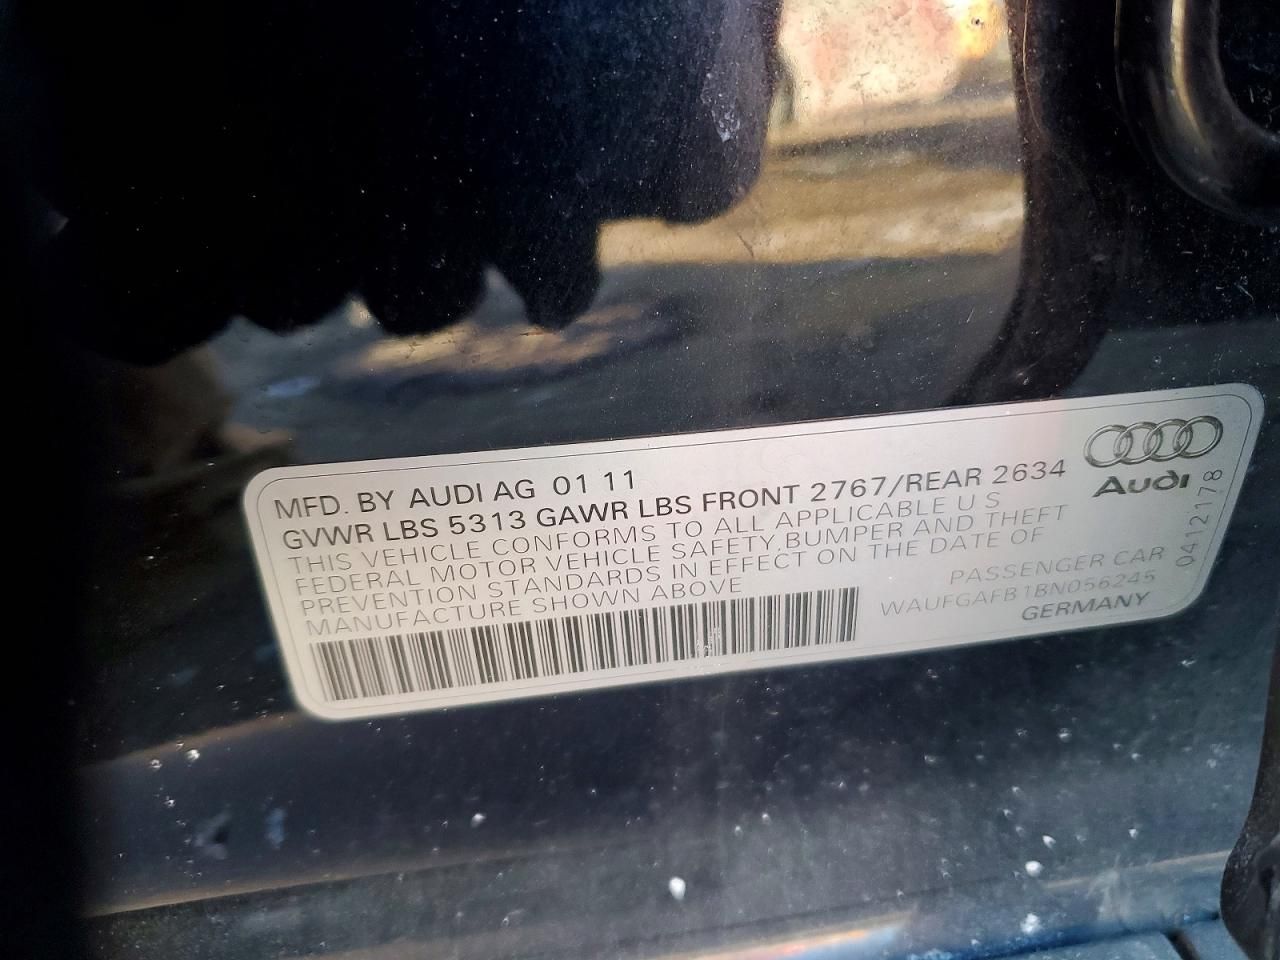 MFD. BY AUDI AG 01 11
GVWR LBS 5313 GAWR LBS FRONT 2767/REAR 2634
THIS VEHICLE CONFORMS TO ALL APPLICABLE U S
FEDERAL MOTOR VEHICLE SAFETY, BUMPER AND THEFT
PREVENTION STANDARDS IN EFFECT ON THE DATE OF
MANUFACTURE SHOWN ABOVE
Audi
0412178
PASSENGER CAR
WAUFGAFB1BN056245
GERMANY